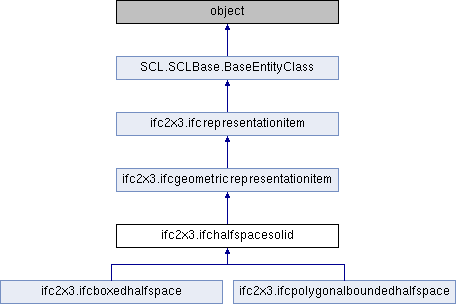 object
SCL.SCLBase.BaseEntityClass
ifc2x3.ifcrepresentationitem
ifc2x3.ifcgeometricrepresentationitem
ifc2x3.ifchalfspacesolid
ifc2x3.ifcboxedhalfspace
ifc2x3.ifcpolygonalboundedhalfspace